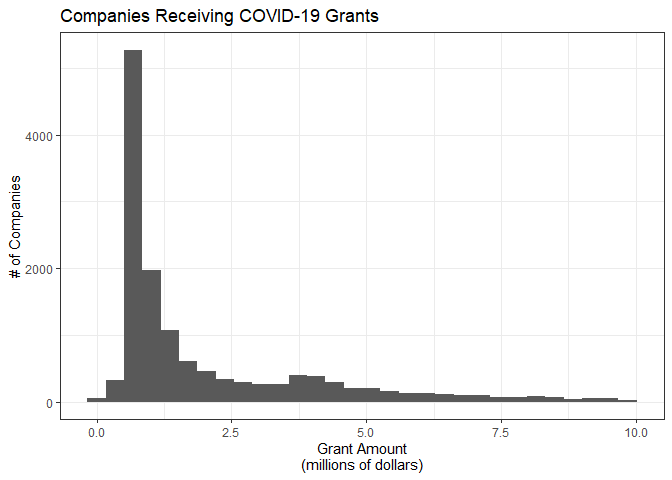 Companies Receiving COVID-19 Grants
# of Companies
4000
2000
0
0.0 2.5 5.0 7.5 10.0
Grant Amount
(millions of dollars)